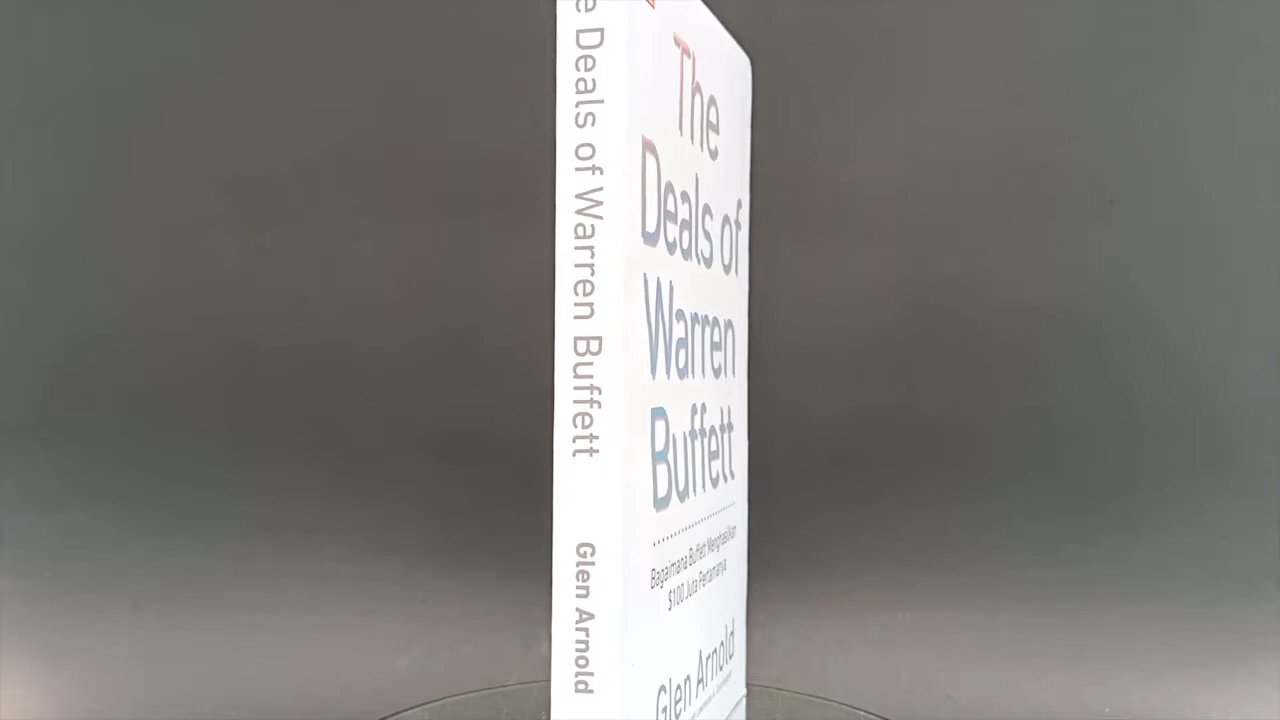 Deals of Warren Buffett
Glen Arnold
The
Deals of
Warren
Buffett
Bagaimana Buffett Menghasilkan
$100 Juta Pertamanya
Glen Arnold